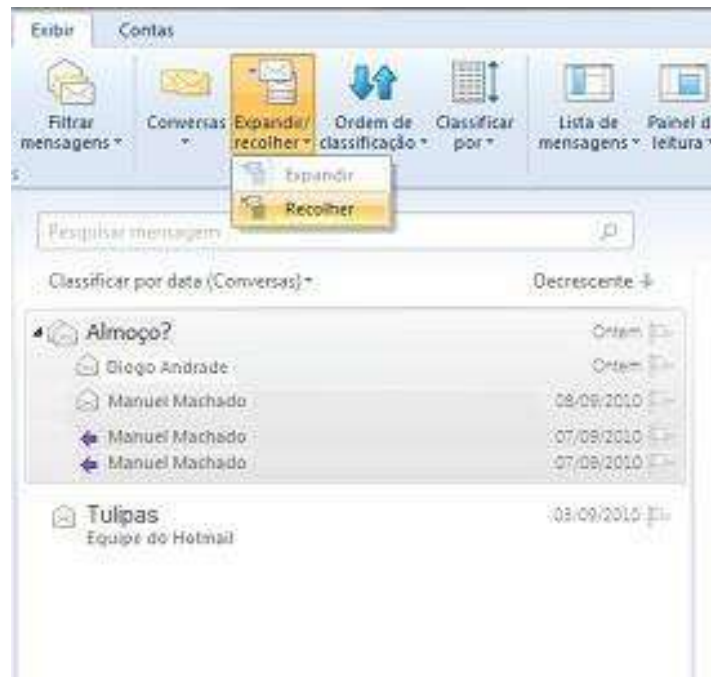 Exibir Contas
Filtrar mensagens
Conversas
Expandir/ recolher
Ordem de classificação
Classificar por
Lista de mensagens
Painel d
leitura
s
Expandir
Recolher
Pesquisar mensagem
Classificar por data (Conversas) Decrescente
Almoço? Ontem
Diogo Andrade Ontem
Manuel Machado 08/09/2010
Manuel Machado 07/09/2010
Manuel Machado 07/09/2010
Tulipas 03/09/2010
Equipe do Hotmail